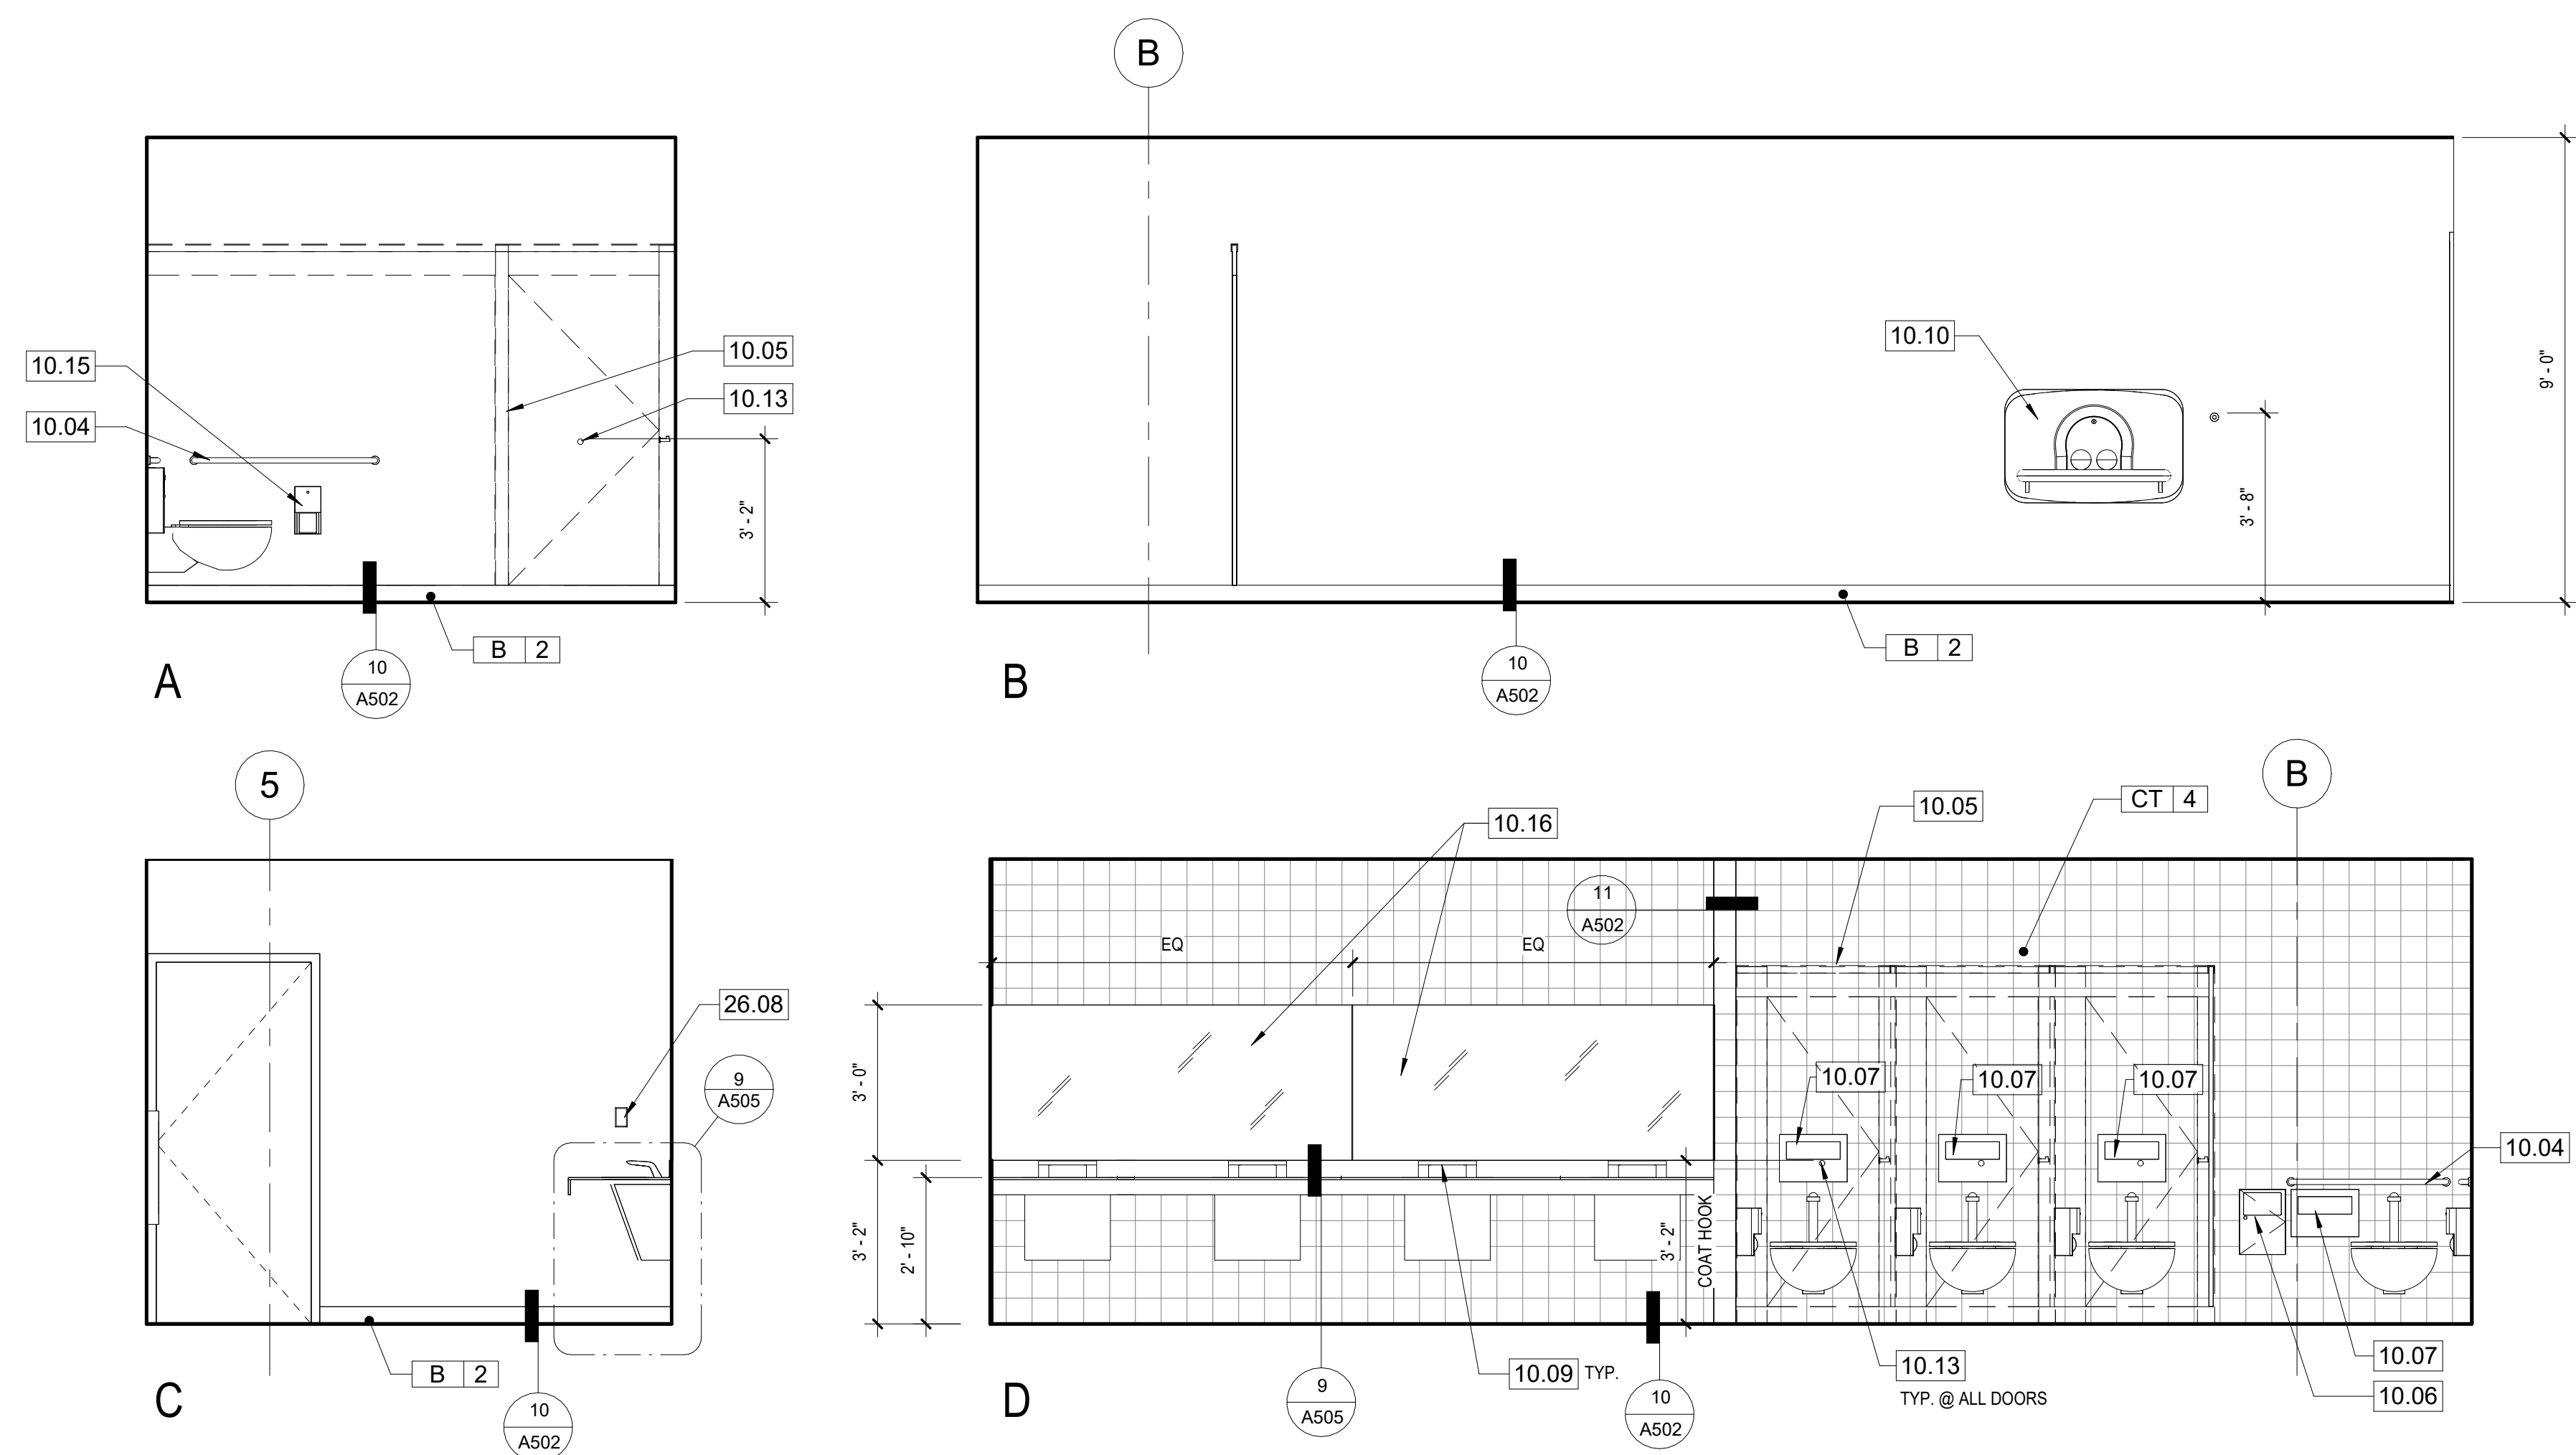 B
10.15
10.04
10.05
10.13
3' - 2"
B 2
10
A502
A
10.10
3' - 8"
9' - 0"
B 2
10
A502
B
5
26.08
9
A505
B 2
10
A502
C
B
10.16
10.05
CT 4
11
A502
EQ
EQ
3' - 0"
3' - 2"
2' - 10"
10.07
10.07
10.07
10.04
3' - 2"
COAT HOOK
10.09 TYP.
10.13
TYP. @ ALL DOORS
10.07
10.06
9
A505
10
A502
D